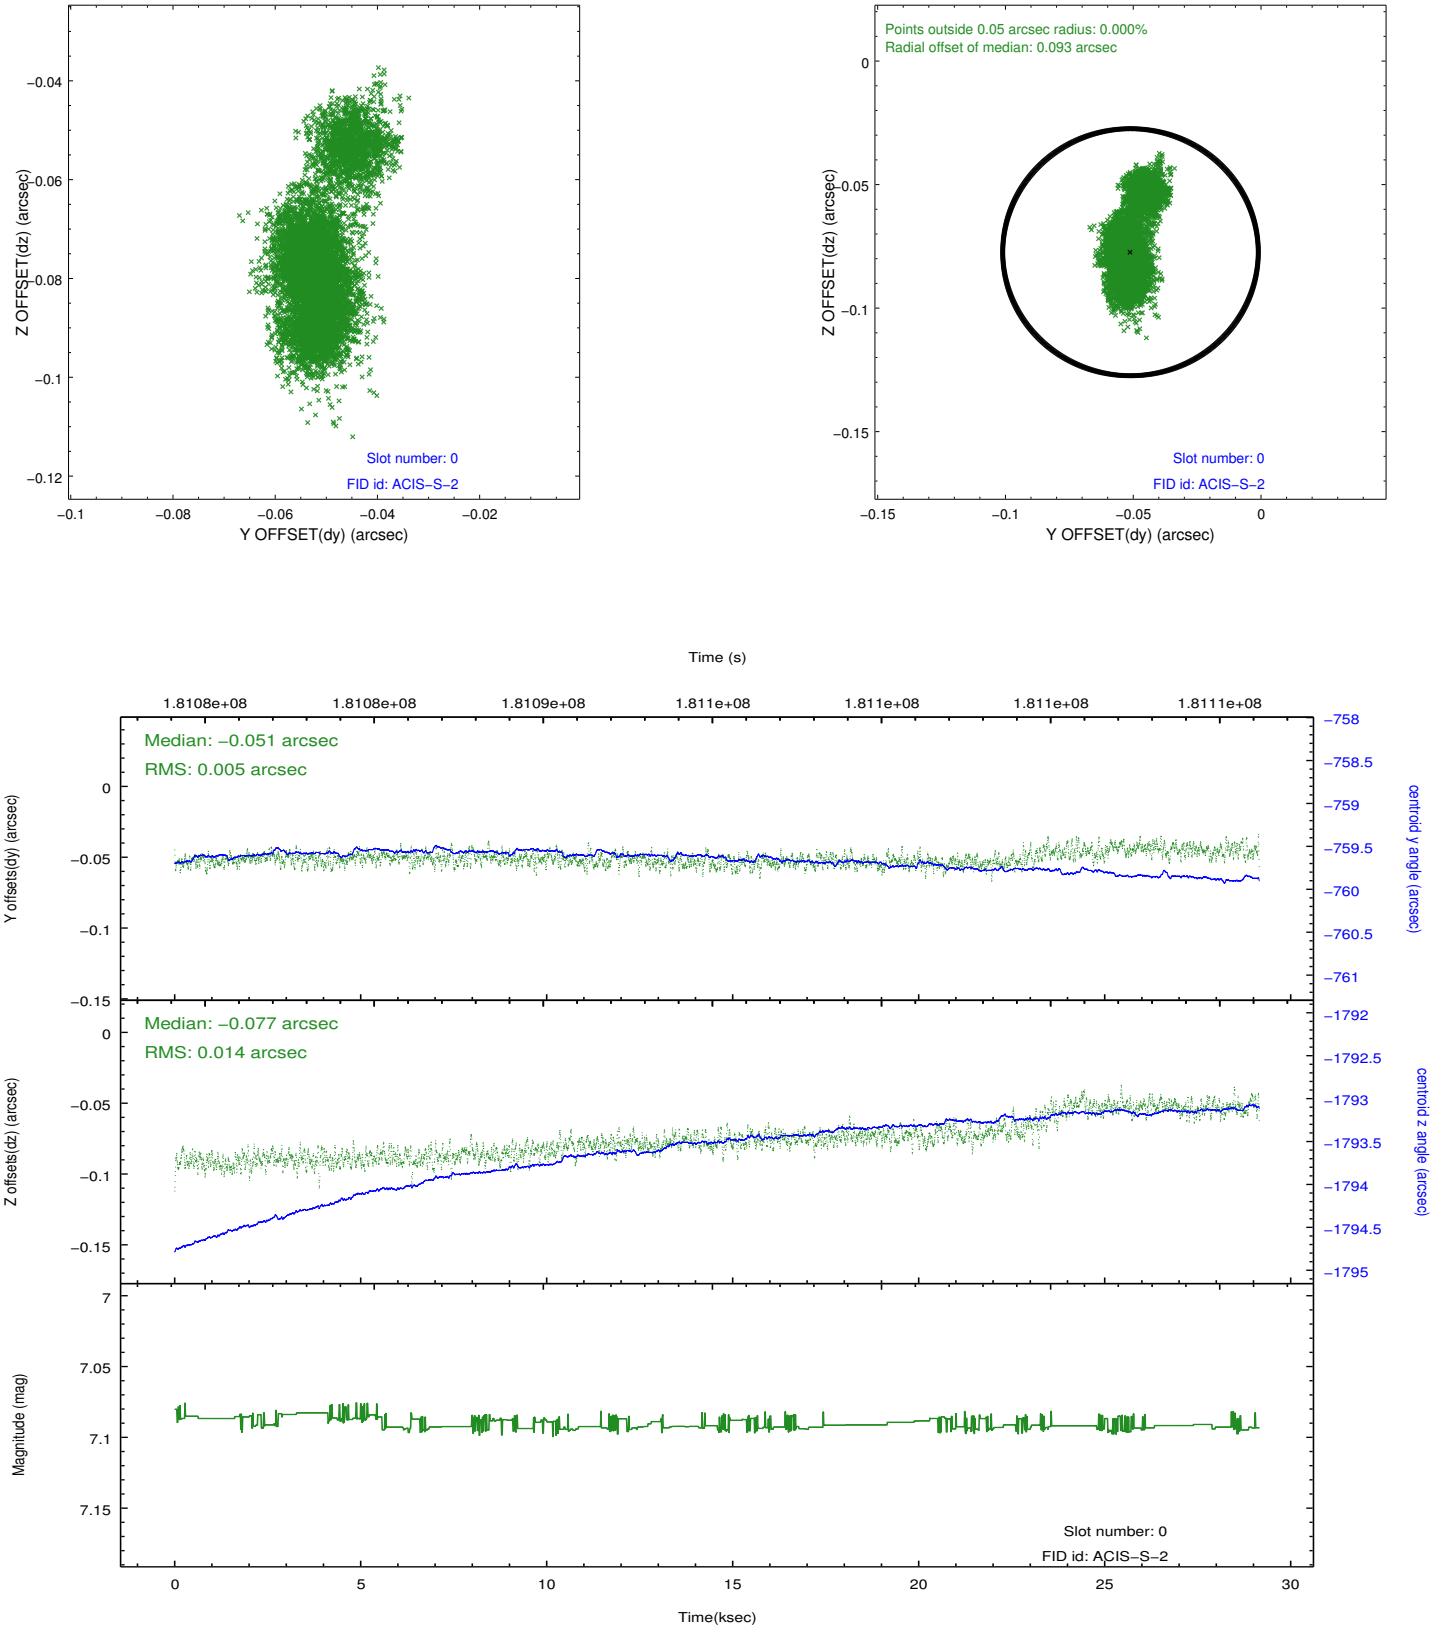 −0.04
−0.06
−0.08
−0.1
−0.12
Z OFFSET(dz) (arcsec)
Slot number: 0
FID id: ACIS−S−2
−0.1
−0.08
−0.06
−0.04
−0.02
Y OFFSET(dy) (arcsec)
Points outside 0.05 arcsec radius: 0.000%
Radial offset of median: 0.093 arcsec
0
−0.05
−0.1
−0.15
Z OFFSET(dz) (arcsec)
Slot number: 0
FID id: ACIS−S−2
−0.15
−0.1
−0.05
0
Y OFFSET(dy) (arcsec)
Time (s)
1.8108e+08
1.8108e+08
1.8109e+08
1.811e+08
1.811e+08
1.811e+08
1.8111e+08
Median: −0.051 arcsec
RMS: 0.005 arcsec
0
−0.05
−0.1
−0.15
Y offsets(dy) (arcsec)
−758
−758.5
−759
−759.5
−760
−760.5
−761
centroid y angle (arcsec)
Median: −0.077 arcsec
RMS: 0.014 arcsec
0
−0.05
−0.1
−0.15
Z offsets(dz) (arcsec)
−1792
−1792.5
−1793
−1793.5
−1794
−1794.5
−1795
centroid z angle (arcsec)
7
7.05
7.1
7.15
Magnitude (mag)
Slot number: 0
FID id: ACIS−S−2
0
5
10
15
20
25
30
Time(ksec)